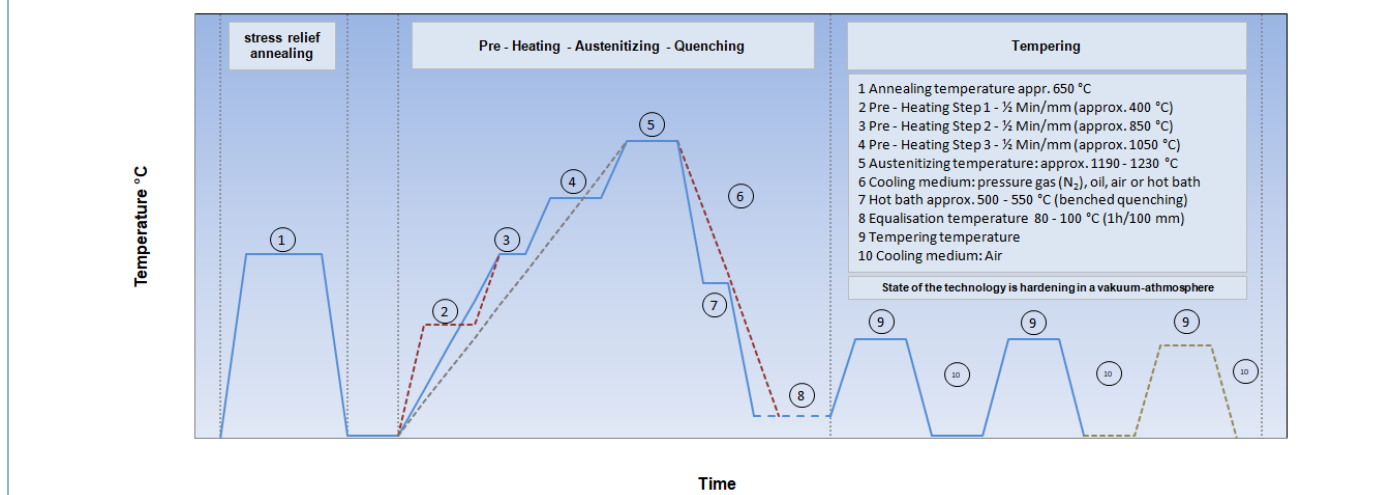 stress relief
annealing
Pre - Heating - Austenitizing - Quenching
Tempering
1 Annealing temperature appr. 650 °C
2 Pre - Heating Step 1 - ½ Min/mm (approx. 400 °C)
3 Pre - Heating Step 2 - ½ Min/mm (approx. 850 °C)
4 Pre - Heating Step 3 - ½ Min/mm (approx. 1050 °C)
5 Austenitizing temperature: approx. 1190 - 1230 °C
6 Cooling medium: pressure gas (N₂), oil, air or hot bath
7 Hot bath approx. 500 - 550 °C (benched quenching)
8 Equalisation temperature 80 - 100 °C (1h/100 mm)
9 Tempering temperature
10 Cooling medium: Air
State of the technology is hardening in a vakuum-athmosphere
Temperature °C
1
2
3
4
5
6
7
8
9
10
9
10
9
10
Time